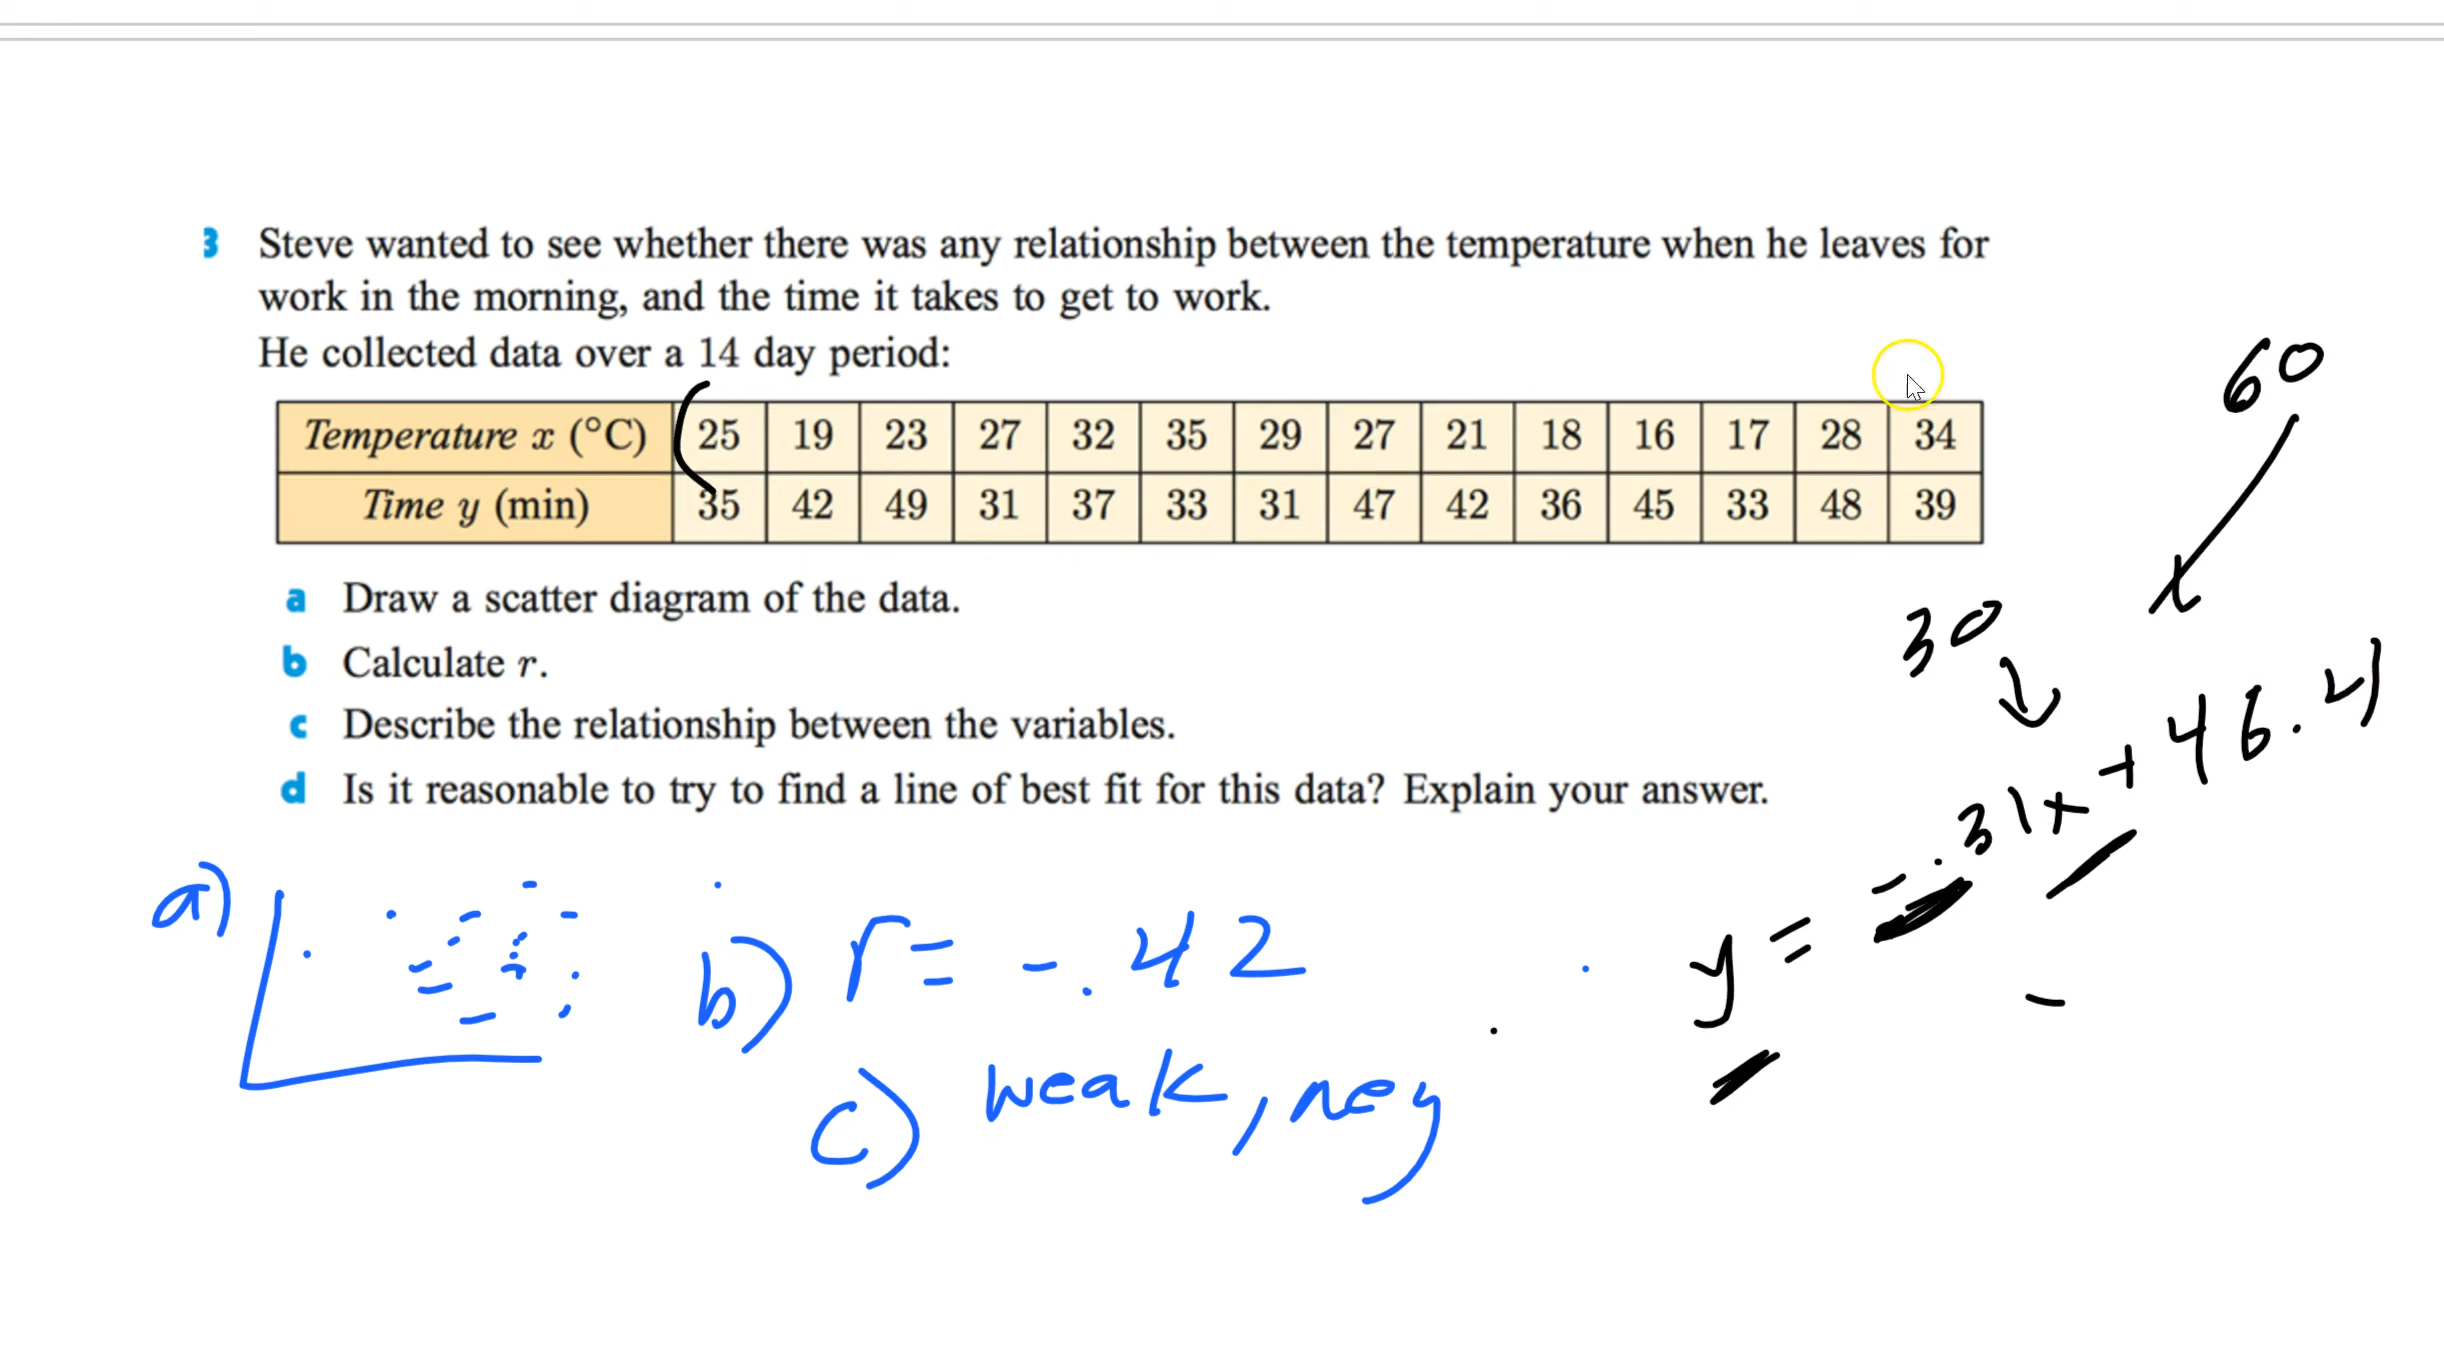 3 Steve wanted to see whether there was any relationship between the temperature when he leaves for
work in the morning, and the time it takes to get to work.
He collected data over a 14 day period:
Temperature x (°C) 25 19 23 27 32 35 29 27 21 18 16 17 28 34
Time y (min) 35 42 49 31 37 33 31 47 42 36 45 33 48 39
a Draw a scatter diagram of the data.
b Calculate r.
c Describe the relationship between the variables.
d Is it reasonable to try to find a line of best fit for this data? Explain your answer.
60
30
y = -.31x + 46.4
a)
b) r = -.42
c) weak, neg